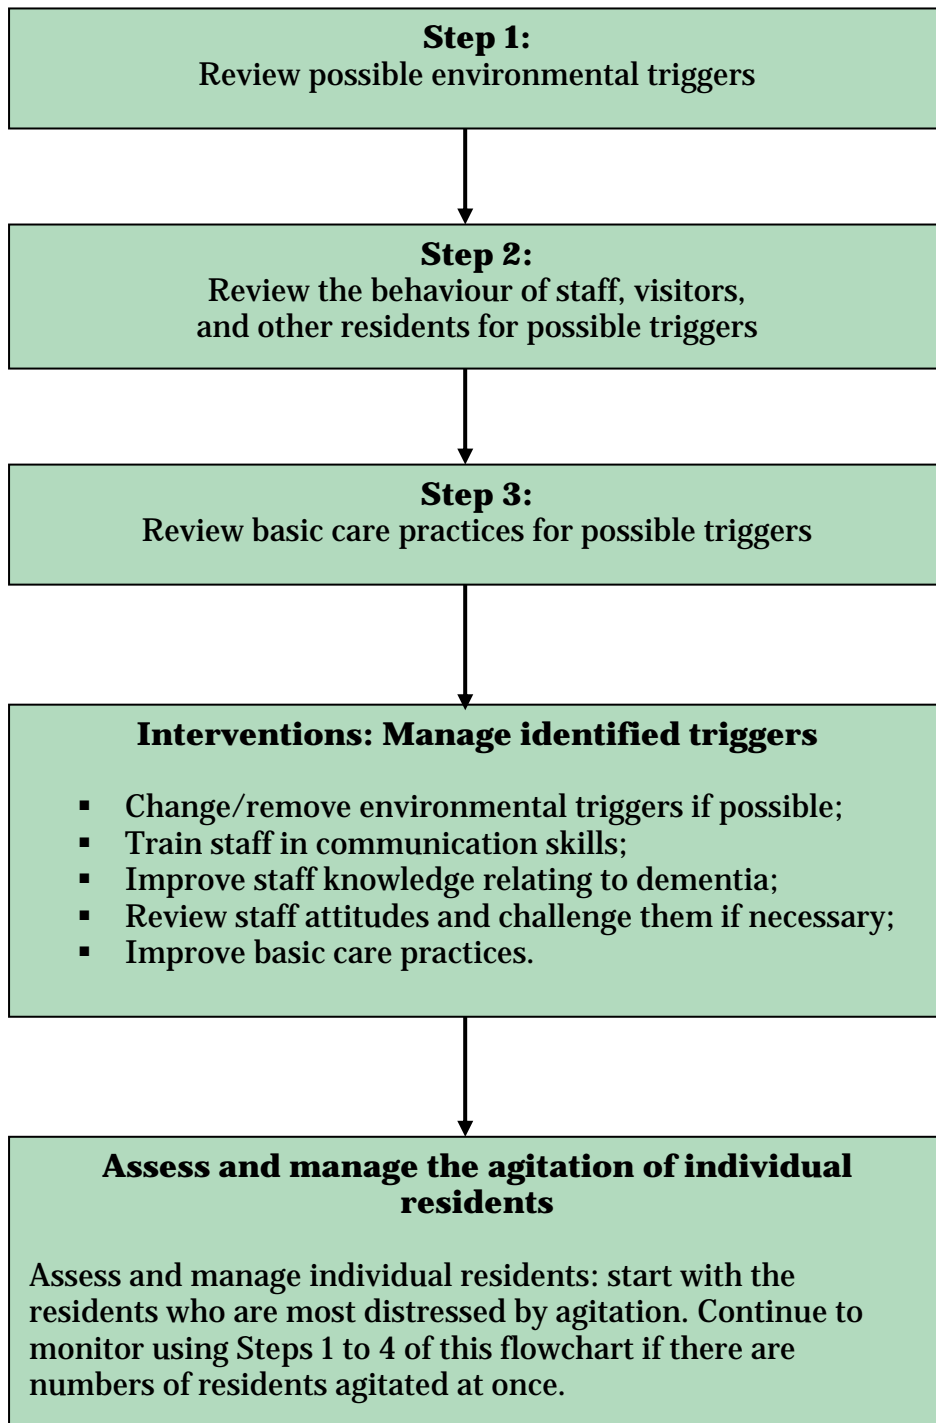 Step 1:
Review possible environmental triggers
Step 2:
Review the behaviour of staff, visitors,
and other residents for possible triggers
Step 3:
Review basic care practices for possible triggers
Interventions: Manage identified triggers
▪ Change/remove environmental triggers if possible;
▪ Train staff in communication skills;
▪ Improve staff knowledge relating to dementia;
▪ Review staff attitudes and challenge them if necessary;
▪ Improve basic care practices.
Assess and manage the agitation of individual
residents
Assess and manage individual residents: start with the
residents who are most distressed by agitation. Continue to
monitor using Steps 1 to 4 of this flowchart if there are
numbers of residents agitated at once.